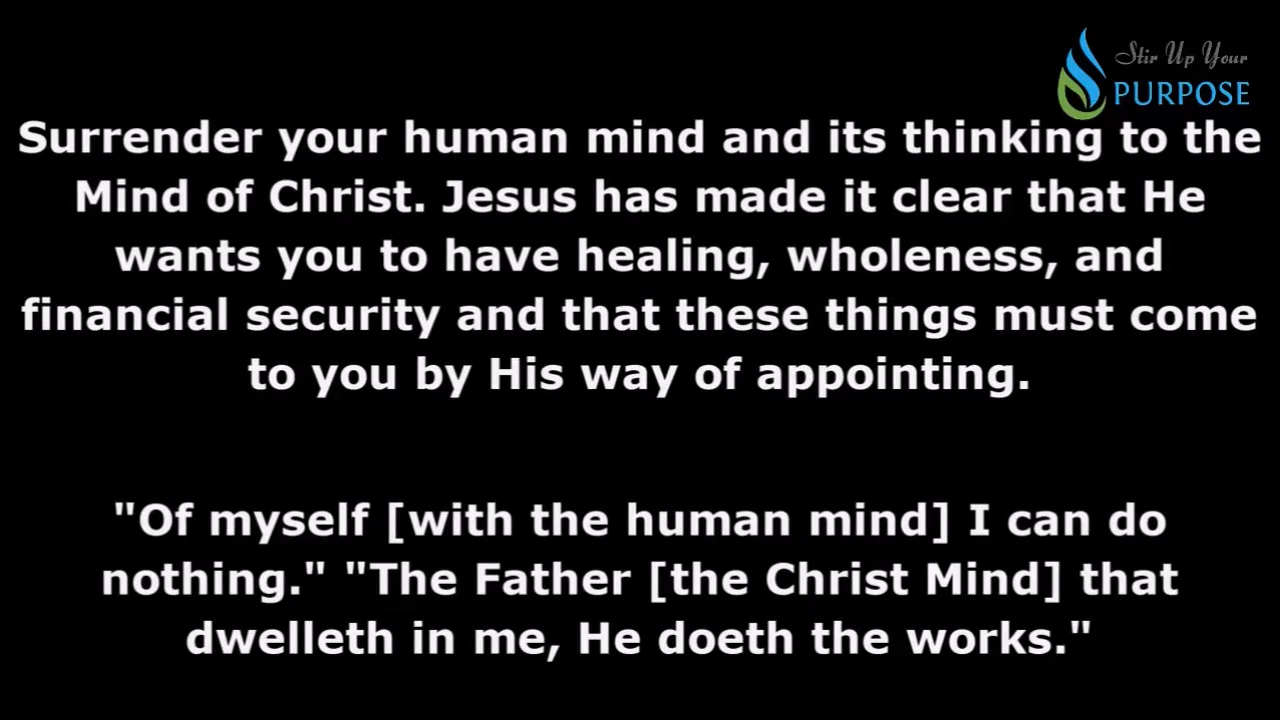 Stir Up Your
PURPOSE
Surrender your human mind and its thinking to the
Mind of Christ. Jesus has made it clear that He
wants you to have healing, wholeness, and
financial security and that these things must come
to you by His way of appointing.
"Of myself [with the human mind] I can do
nothing." "The Father [the Christ Mind] that
dwelleth in me, He doeth the works."